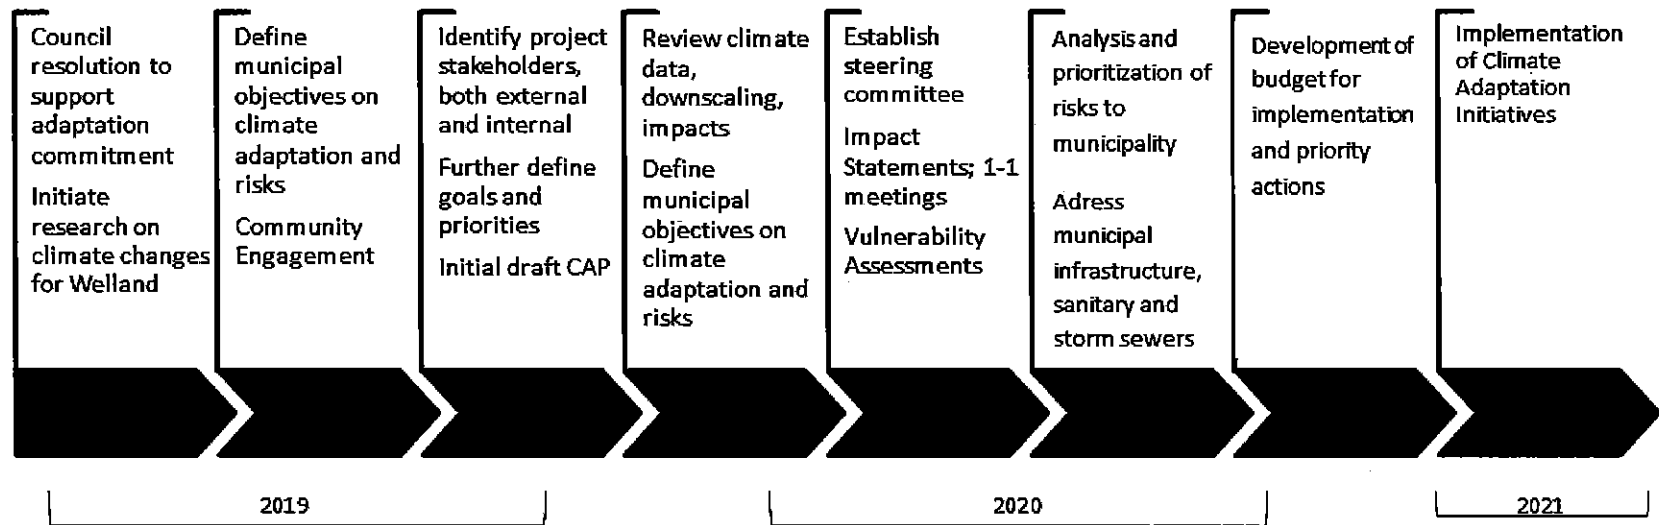 Council
resolution to
support
adaptation
commitment
Initiate
research on
climate changes
for Welland
Define
municipal
objectives on
climate
adaptation and
risks
Community
Engagement
Identify project
stakeholders,
both external
and internal
Further define
goals and
priorities
Initial draft CAP
Review climate
data,
downscaling,
impacts
Define
municipal
objectives on
climate
adaptation and
risks
Establish
steering
committee
Impact
Statements; 1-1
meetings
Vulnerability
Assessments
Analysis and
prioritization of
risks to
municipality
Adress
municipal
infrastructure,
sanitary and
storm sewers
Development of
budget for
implementation
and priority
actions
Implementation
of Climate
Adaptation
Initiatives
2019
2020
2021